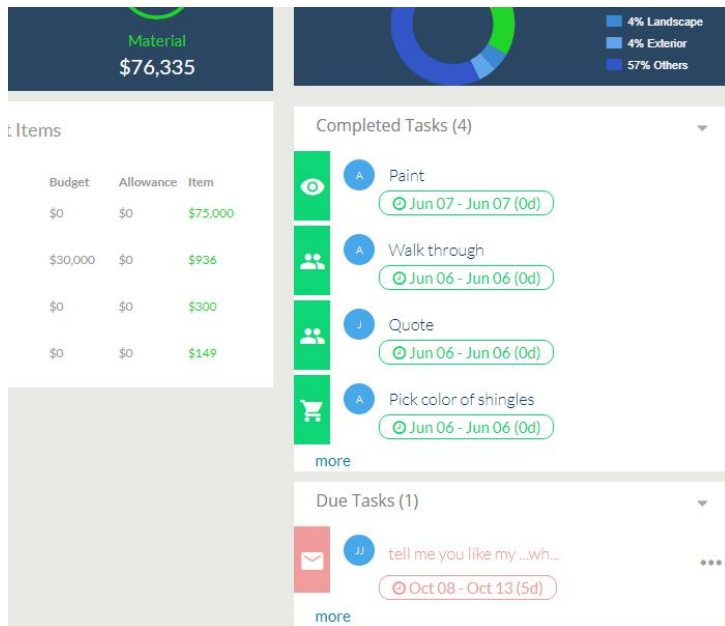 Material
$76,335
4% Landscape
4% Exterior
57% Others
t Items
Budget Allowance Item
$0 $0 $75,000
$30,000 $0 $936
$0 $0 $300
$0 $0 $149
Completed Tasks (4)
A Paint
Jun 07 - Jun 07 (0d)
A Walk through
Jun 06 - Jun 06 (0d)
J Quote
Jun 06 - Jun 06 (0d)
A Pick color of shingles
Jun 06 - Jun 06 (0d)
more
Due Tasks (1)
JJ tell me you like my ...wh...
Oct 08 - Oct 13 (5d)
more